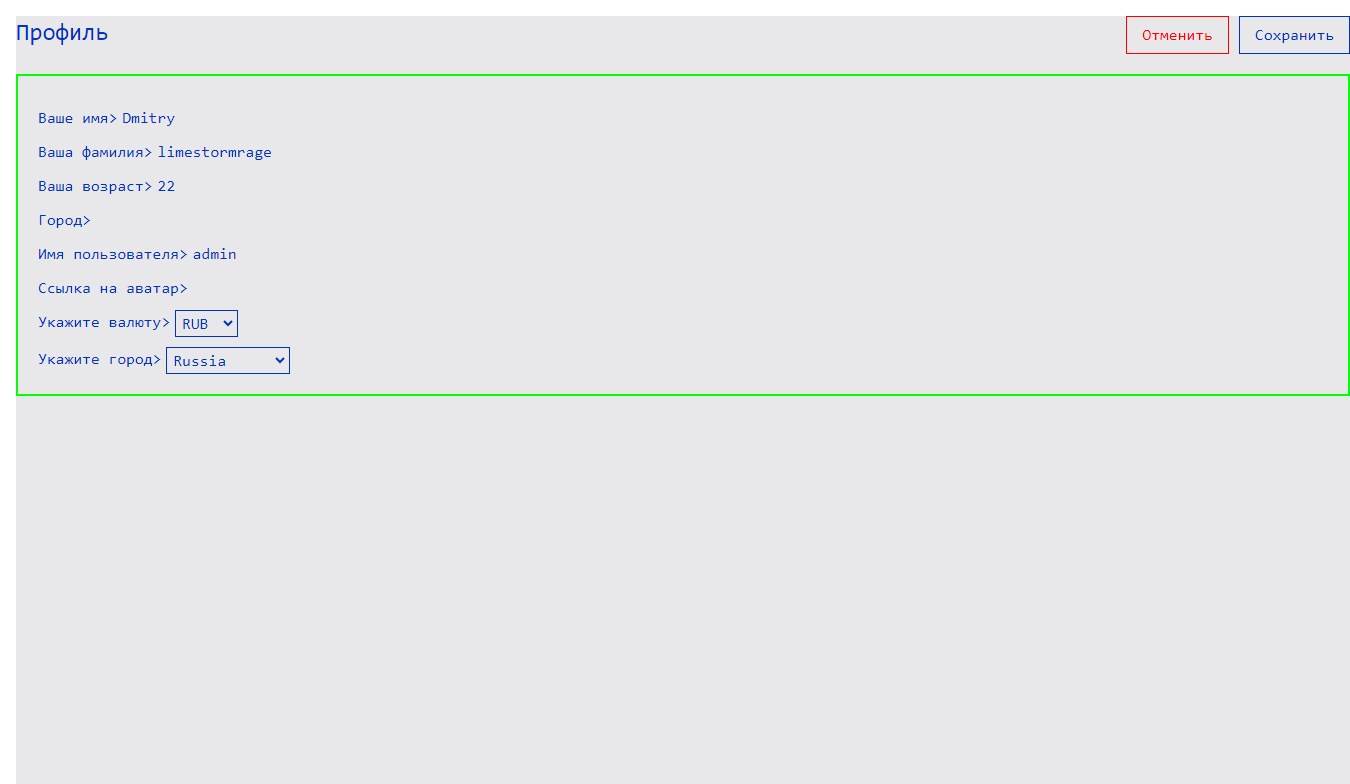 Профиль
Отменить
Сохранить
Ваше имя> Dmitry
Ваша фамилия> limestormrage
Ваша возраст> 22
Город>
Имя пользователя> admin
Ссылка на аватар>
Укажите валюту> RUB
Укажите город> Russia